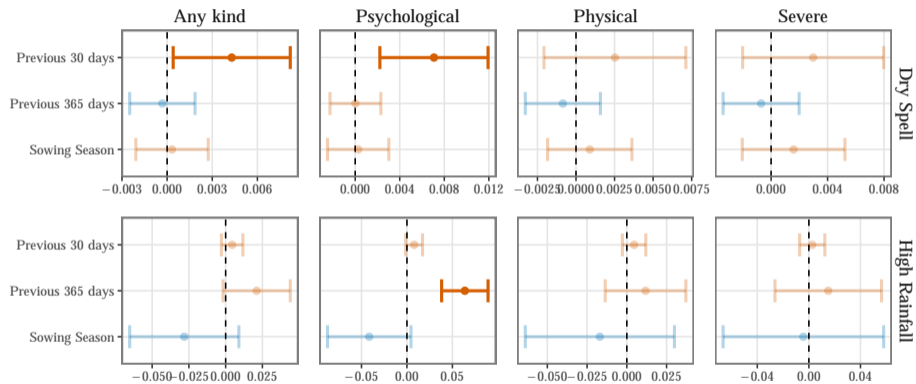 Any kind Psychological Physical Severe
Previous 30 days
Previous 365 days
Sowing Season
Dry Spell
−0.003 0.000 0.003 0.006 0.000 0.004 0.008 0.012 −0.0025 0.0000 0.0025 0.0050 0.0075 0.000 0.004 0.008
Previous 30 days
Previous 365 days
Sowing Season
High Rainfall
−0.050 −0.025 0.000 0.025 −0.05 0.00 0.05 −0.050 −0.025 0.000 0.025 −0.04 0.00 0.04